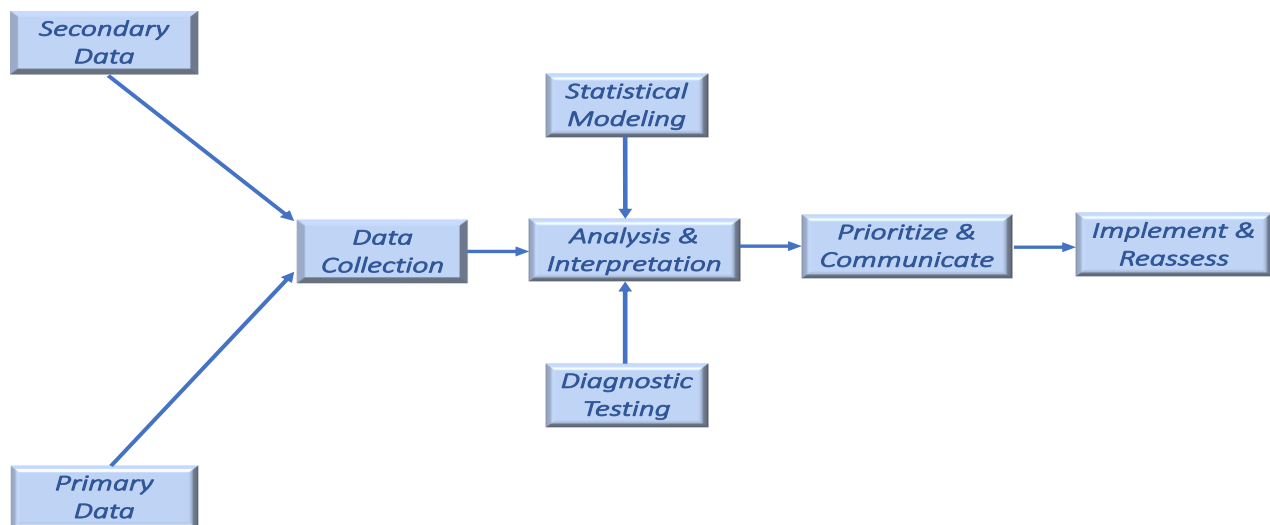 Secondary
Data
Statistical
Modeling
Data
Collection
Analysis &
Interpretation
Prioritize &
Communicate
Implement &
Reassess
Diagnostic
Testing
Primary
Data